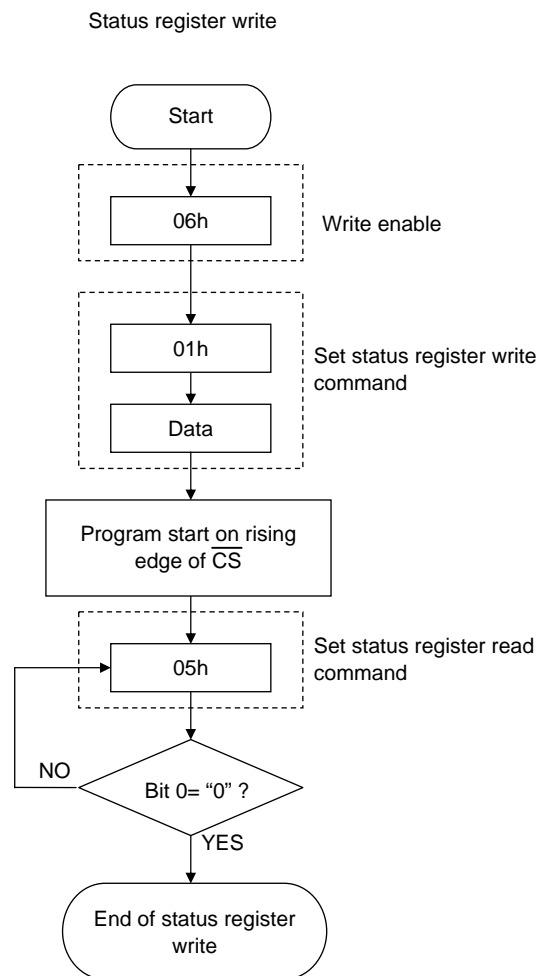 Status register write
Start
06h
Write enable
01h
Set status register write
command
Data
Program start on rising
edge of C̅S̅
05h
Set status register read
command
NO
Bit 0= “0” ?
YES
End of status register
write